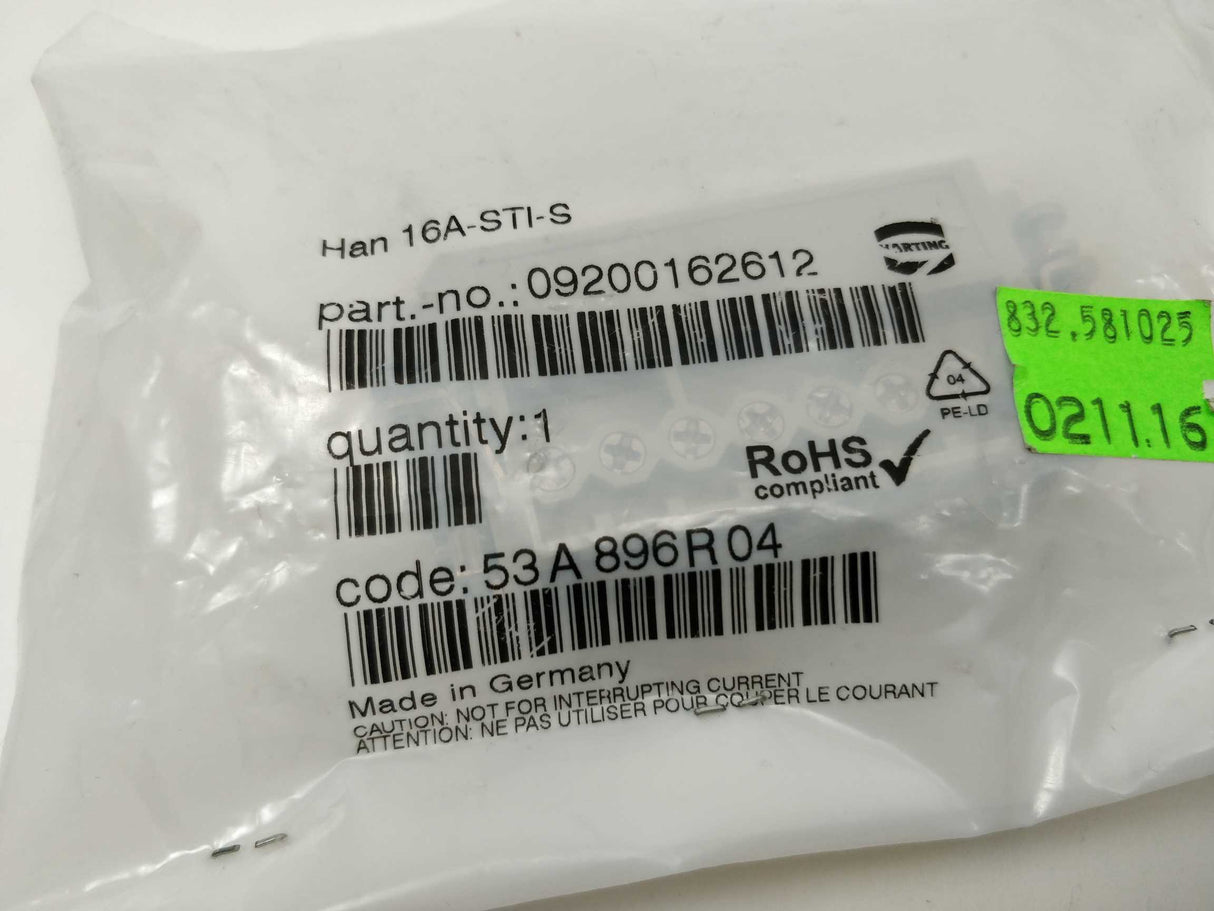 Han 16A-STI-S
HARTING
part.-no.: 09200162612
832.581025
0211.16
04
PE-LD
quantity:1
RoHS
compliant
code: 53 A 896 R 04
Made in Germany
CAUTION: NOT FOR INTERRUPTING CURRENT
ATTENTION: NE PAS UTILISER POUR COUPER LE COURANT